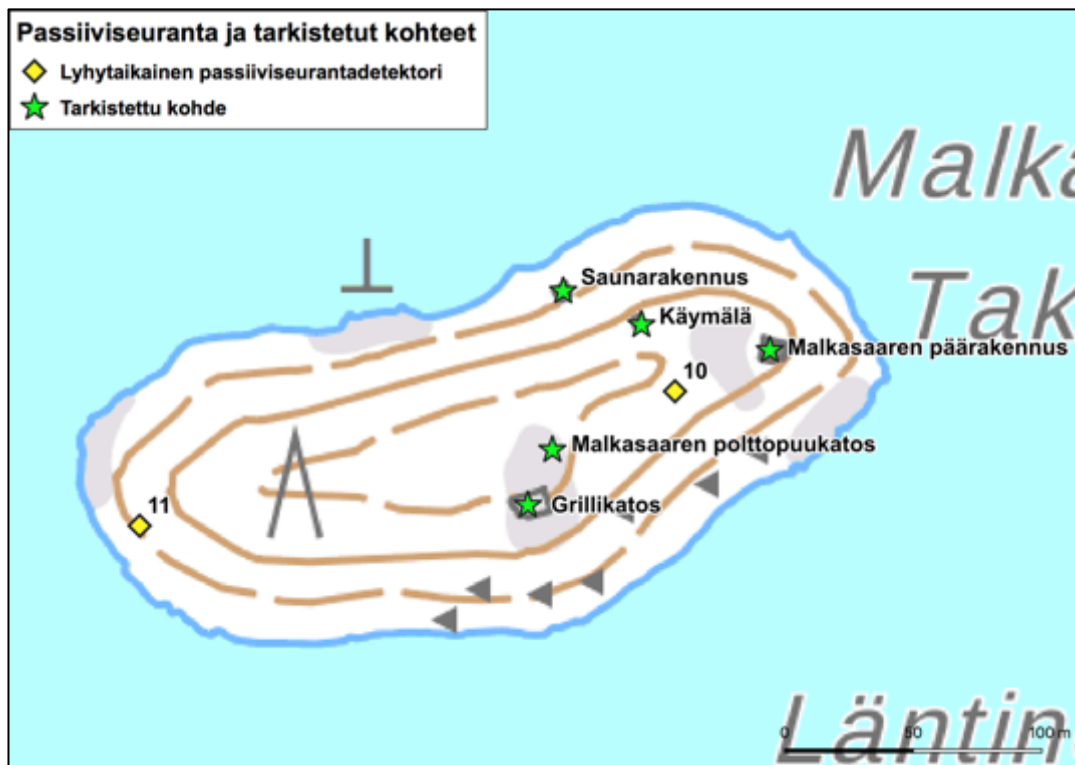 Passiiviseuranta ja tarkistetut kohteet
Lyhytaikainen passiiviseurantadetektori
Tarkistettu kohde
Malka
Saunarakennus
Tak
Käymälä
Malkasaaren päärakennus
10
Malkasaaren polttopuukatos
11
Grillikatos
Läntin
0 50 100 m